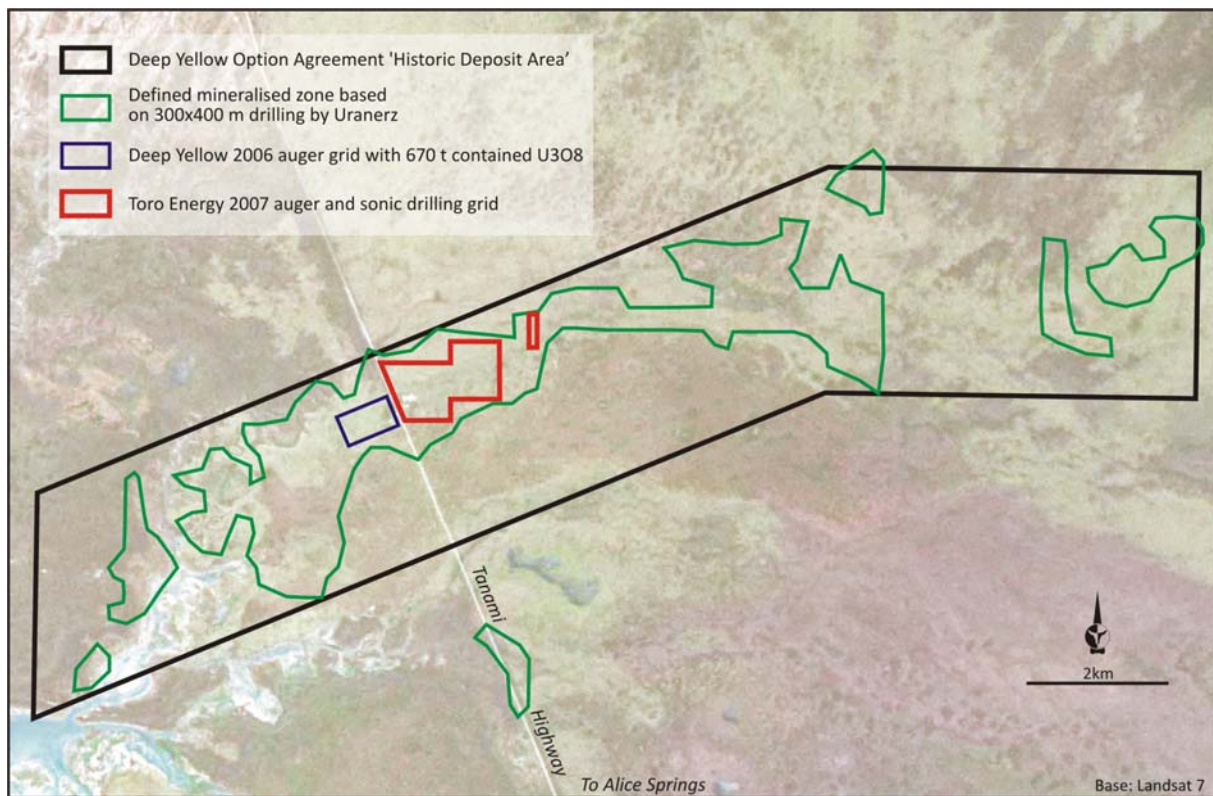 Deep Yellow Option Agreement 'Historic Deposit Area’
Defined mineralised zone based
on 300x400 m drilling by Uranerz
Deep Yellow 2006 auger grid with 670 t contained U3O8
Toro Energy 2007 auger and sonic drilling grid
Tanami
Highway
2km
To Alice Springs
Base: Landsat 7